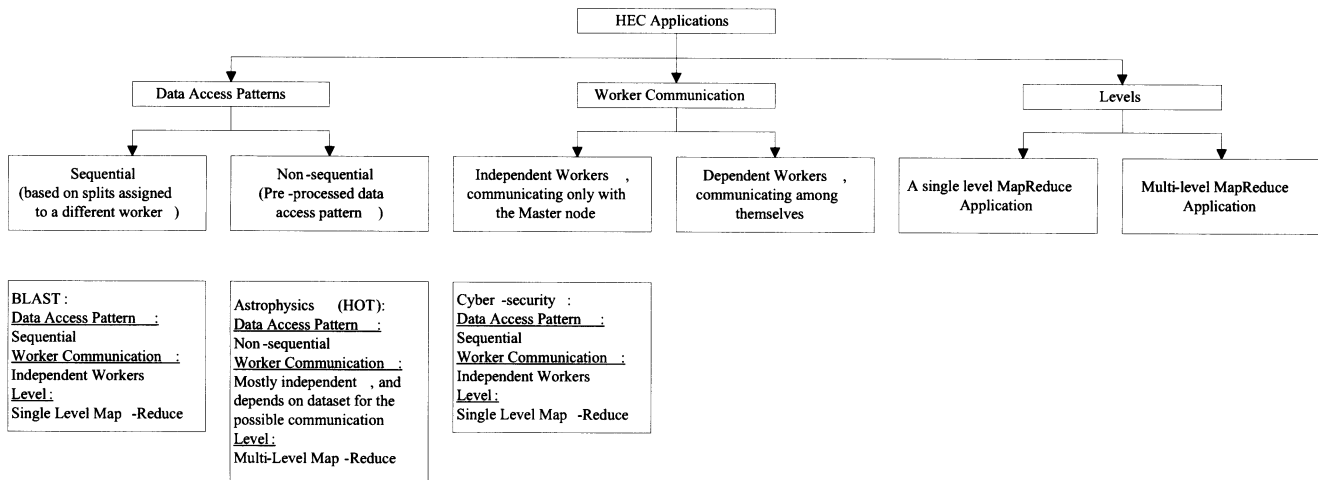 HEC Applications
Data Access Patterns
Worker Communication
Levels
Sequential
(based on splits assigned
to a different worker )
Non-sequential
(Pre-processed data
access pattern )
Independent Workers ,
communicating only with
the Master node
Dependent Workers ,
communicating among
themselves
A single level MapReduce
Application
Multi-level MapReduce
Application
BLAST :
Data Access Pattern :
Sequential
Worker Communication :
Independent Workers
Level :
Single Level Map -Reduce
Astrophysics (HOT):
Data Access Pattern :
Non-sequential
Worker Communication :
Mostly independent , and
depends on dataset for the
possible communication
Level :
Multi-Level Map -Reduce
Cyber -security :
Data Access Pattern :
Sequential
Worker Communication :
Independent Workers
Level :
Single Level Map -Reduce